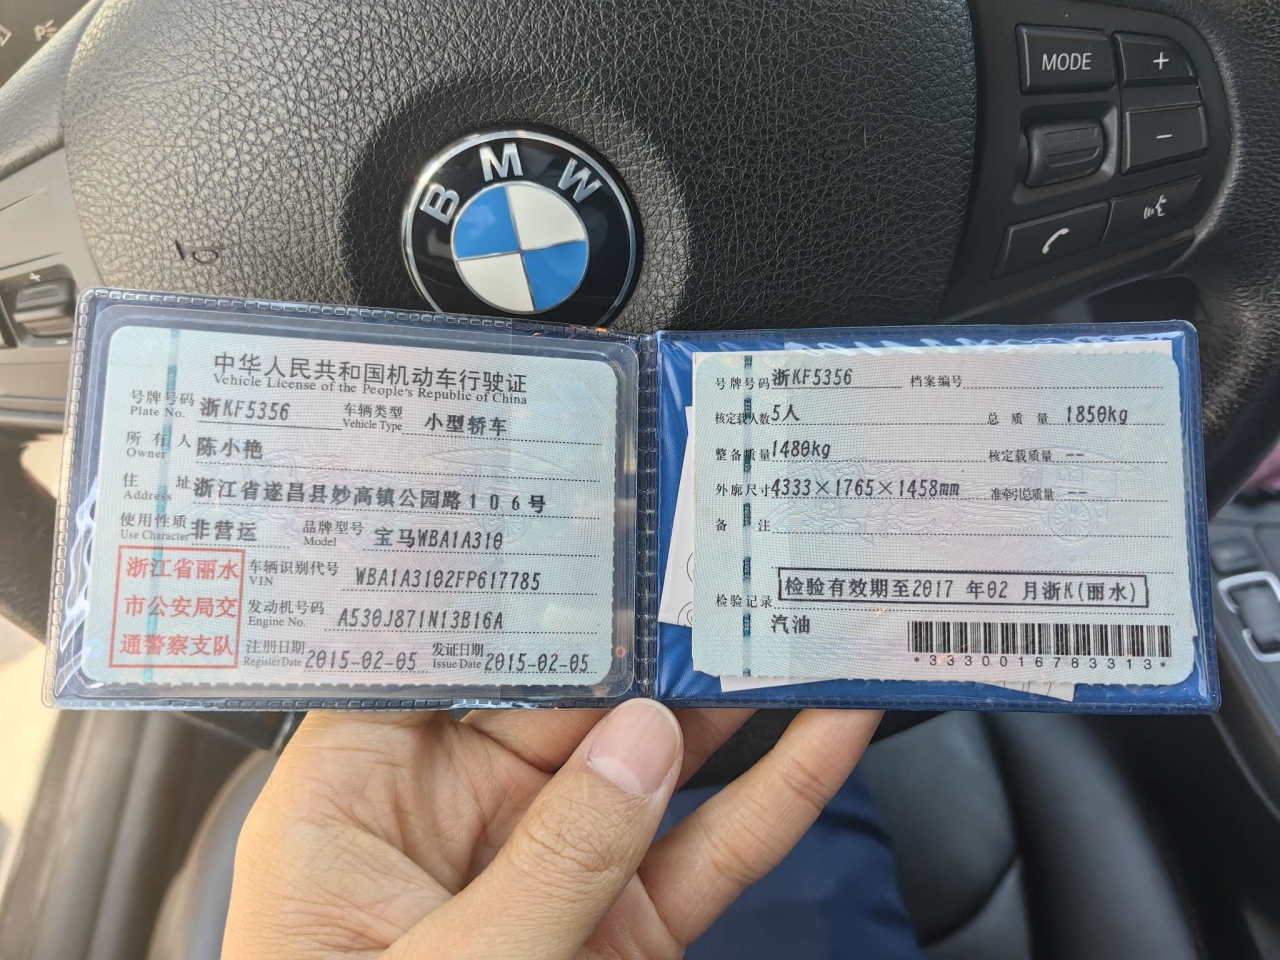 MODE
+
−
BMW
中华人民共和国机动车行驶证
Vehicle License of the People's Republic of China
号牌号码 浙KF5356 车辆类型 小型轿车
Plate No. Vehicle Type
所有人 陈小艳
Owner
住址 浙江省遂昌县妙高镇公园路106号
Address
使用性质 非营运 品牌型号 宝马WBA1A310
Use Character Model
浙江省丽水
市公安局交
通警察支队
车辆识别代号 WBA1A3102FP617785
VIN
发动机号码 A530J871N13B16A
Engine No.
注册日期 2015-02-05 发证日期 2015-02-05
Register Date Issue Date
号牌号码 浙KF5356 档案编号
核定载人数 5人 总质量 1850kg
整备质量 1480kg 核定载质量 --
外廓尺寸 4333×1765×1458mm 准牵引总质量 --
备注
检验记录 检验有效期至2017 年02 月浙K(丽水)
汽油
*3330016783313*